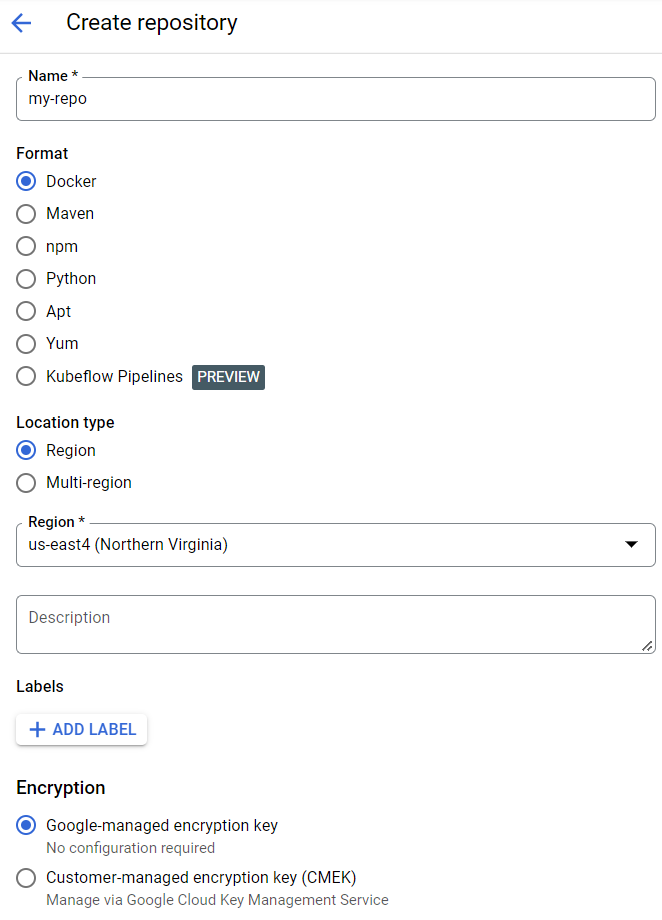 Create repository
Name *
my-repo
Format
Docker
Maven
npm
Python
Apt
Yum
Kubeflow Pipelines PREVIEW
Location type
Region
Multi-region
Region *
us-east4 (Northern Virginia)
Description
Labels
ADD LABEL
Encryption
Google-managed encryption key
No configuration required
Customer-managed encryption key (CMEK)
Manage via Google Cloud Key Management Service